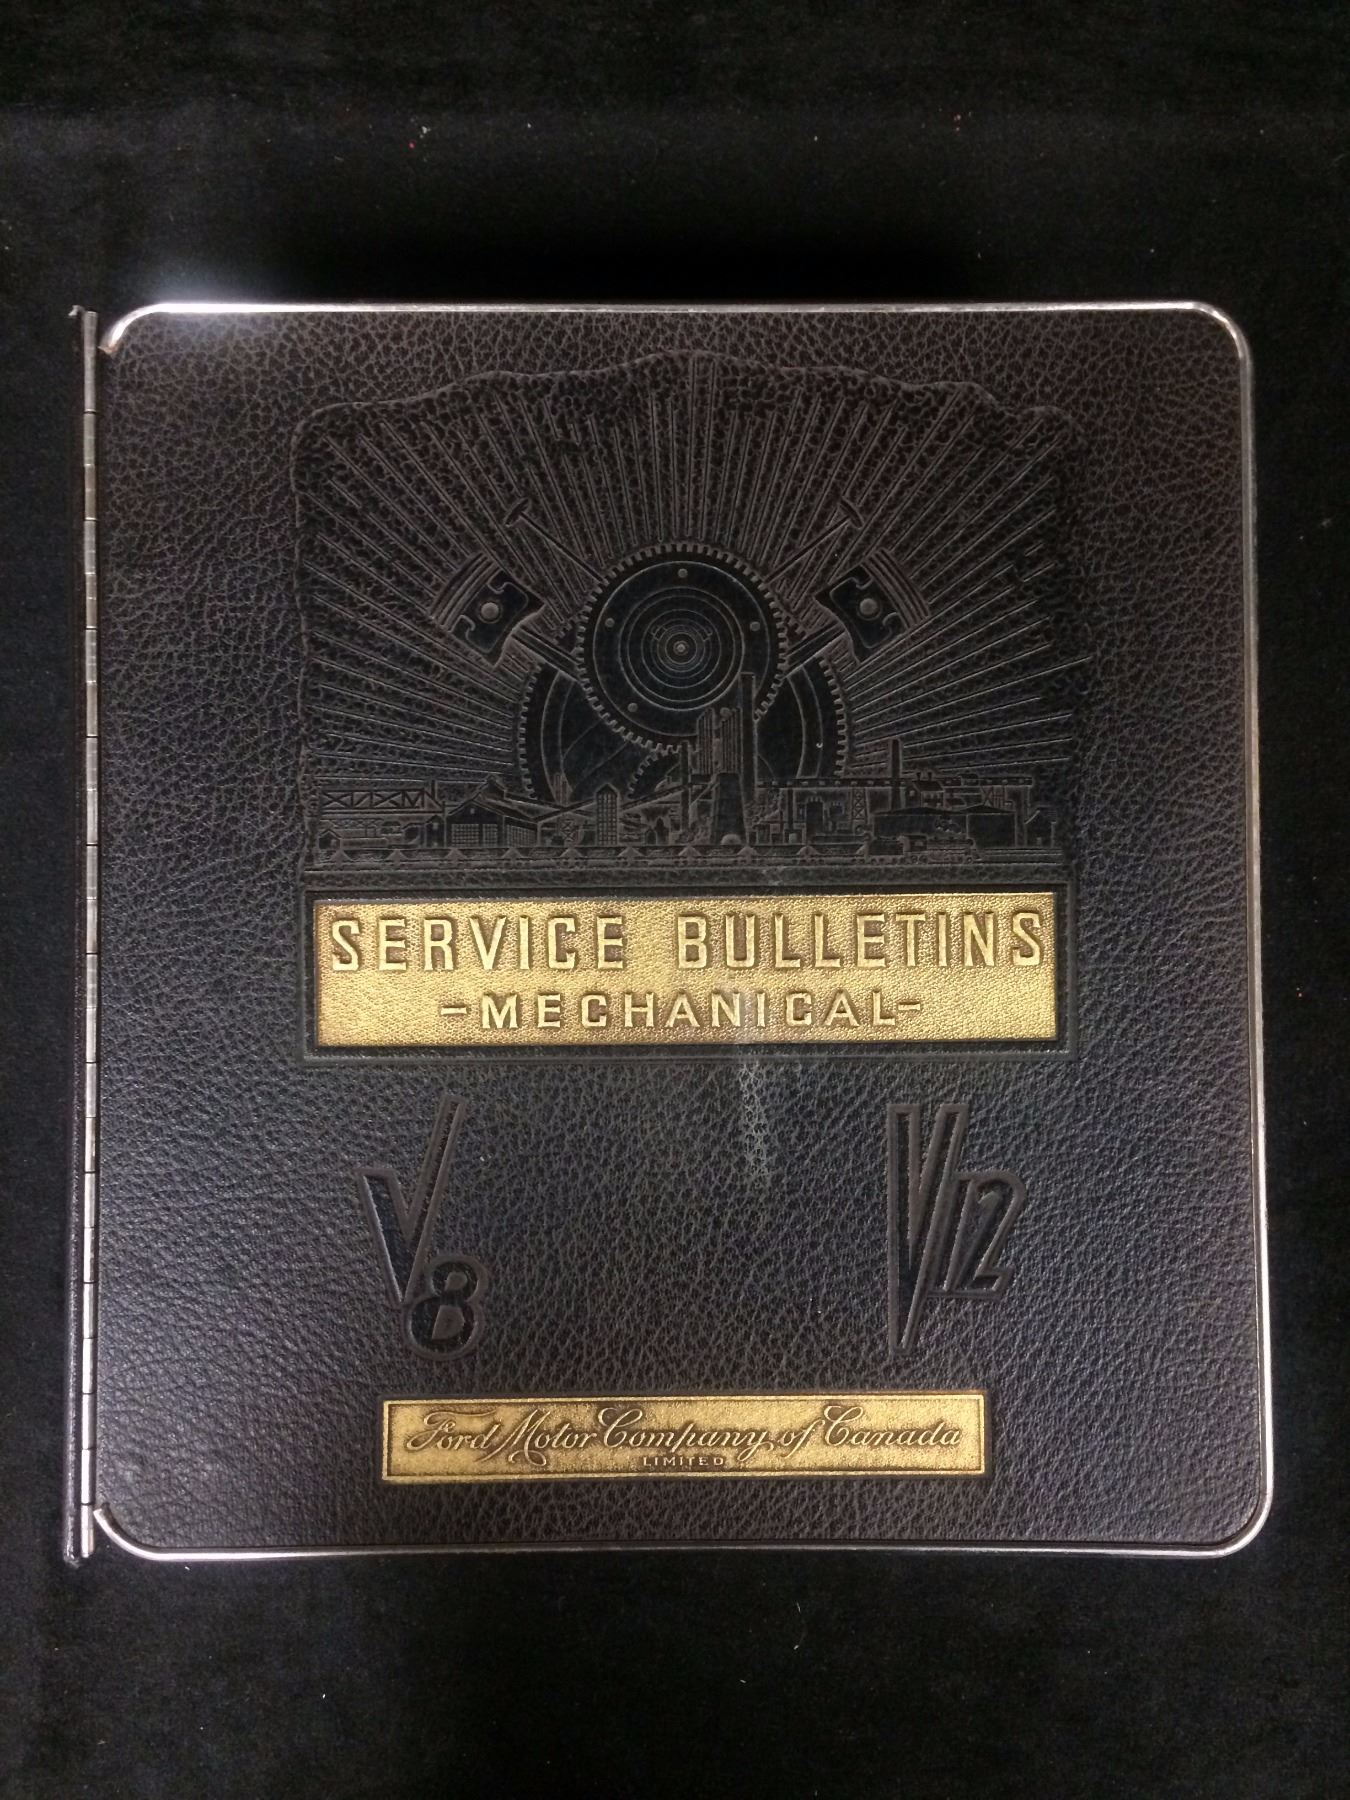 SERVICE BULLETINS
-MECHANICAL-
V8
V12
Ford Motor Company of Canada
LIMITED